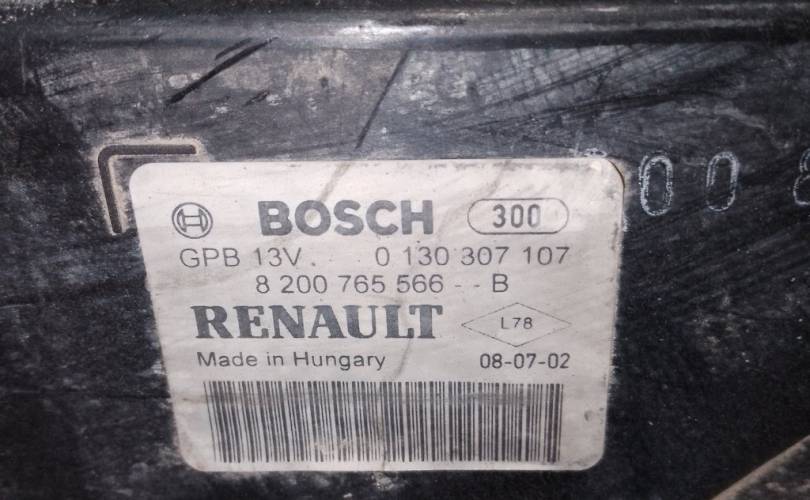 BOSCH 300
GPB 13V. 0 130 307 107
8 200 765 566 - - B
RENAULT L78
Made in Hungary 08-07-02